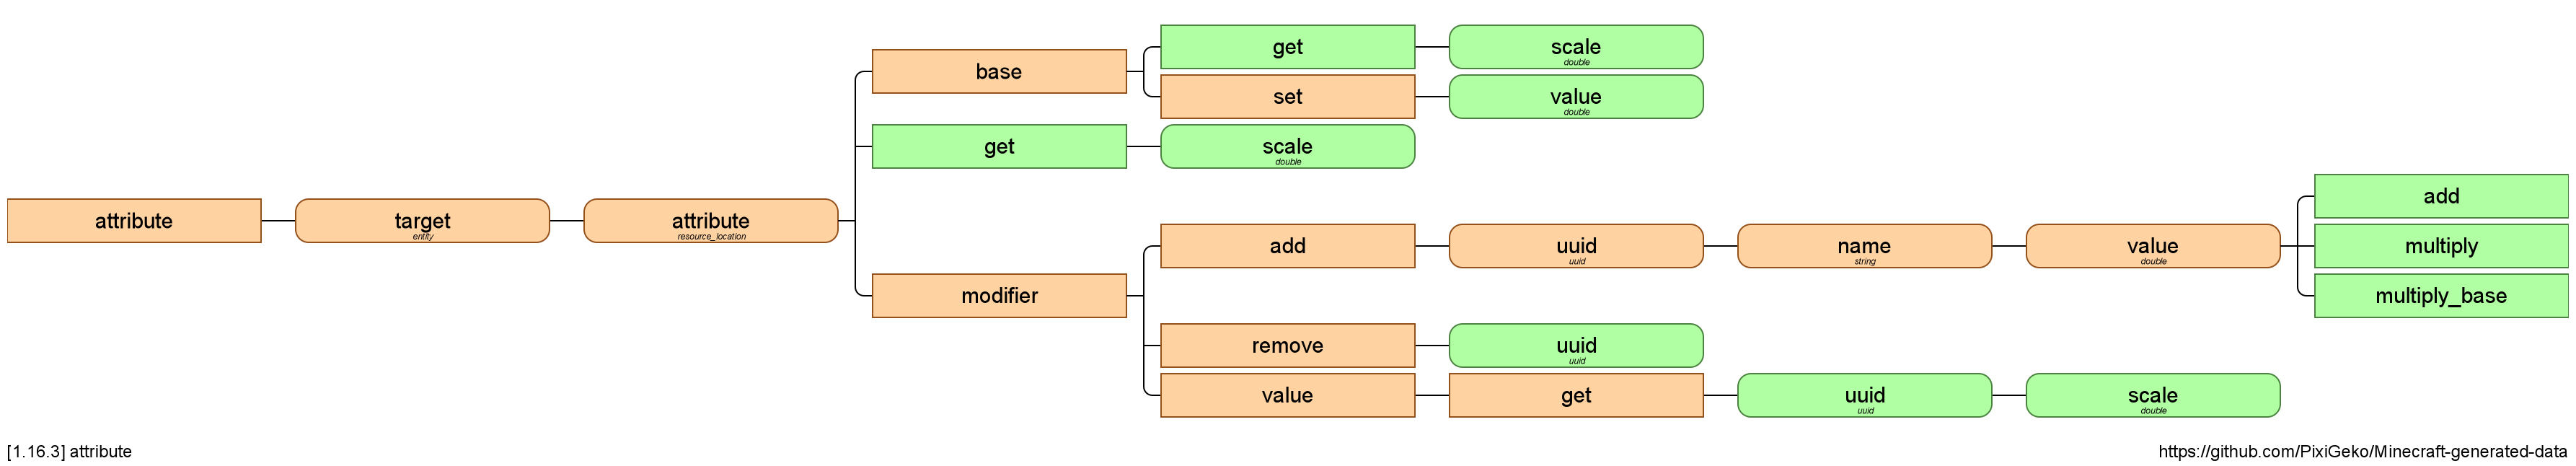 get
scale
double
base
set
value
double
get
scale
double
attribute
target
entity
attribute
resource_location
add
add
uuid
uuid
name
string
value
double
multiply
modifier
multiply_base
remove
uuid
uuid
value
get
uuid
uuid
scale
double
[1.16.3] attribute
https://github.com/PixiGeko/Minecraft-generated-data